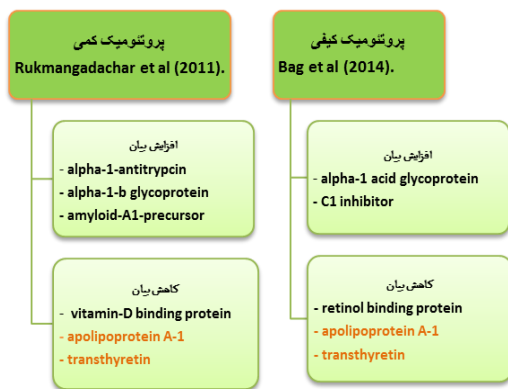 پروتئومیک کمی
Rukmangadachar et al (2011).
افزایش بیان
- alpha-1-antitrypcin
- alpha-1-b glycoprotein
- amyloid-A1-precursor
کاهش بیان
- vitamin-D binding protein
- apolipoprotein A-1
- transthyretin
پروتئومیک کیفی
Bag et al (2014).
افزایش بیان
- alpha-1 acid glycoprotein
- C1 inhibitor
کاهش بیان
- retinol binding protein
- apolipoprotein A-1
- transthyretin